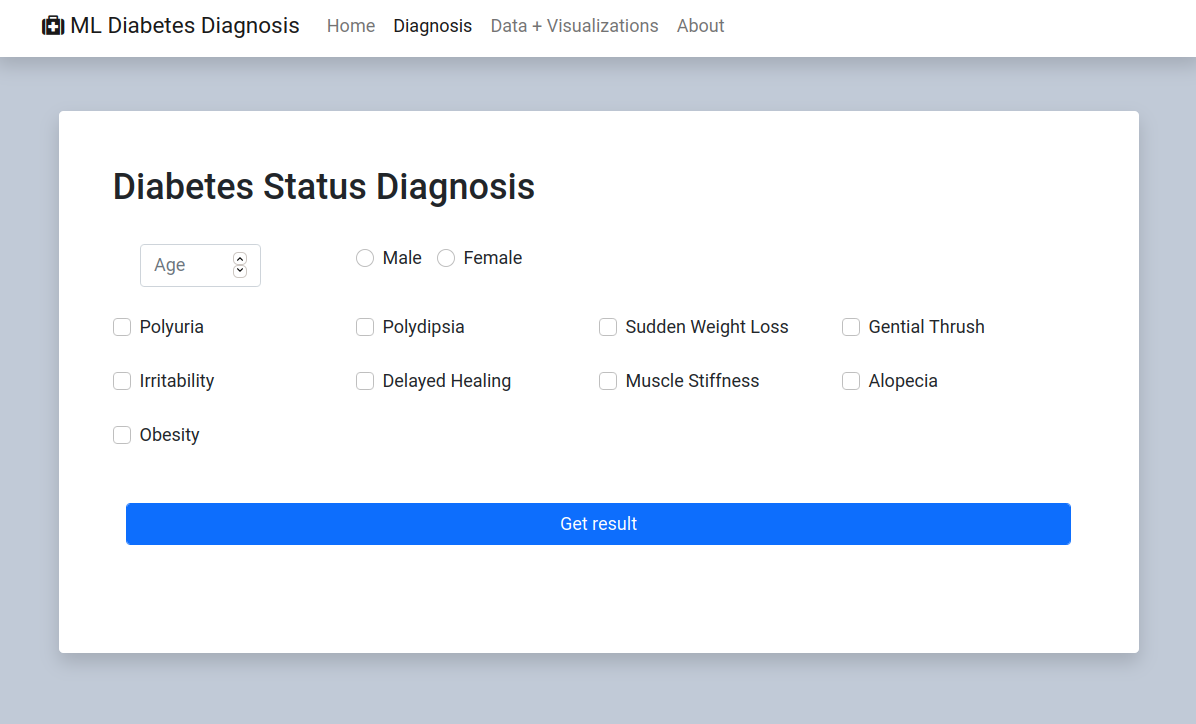 ML Diabetes Diagnosis Home Diagnosis Data + Visualizations About
Diabetes Status Diagnosis
Age Male Female
Polyuria Polydipsia Sudden Weight Loss Gential Thrush
Irritability Delayed Healing Muscle Stiffness Alopecia
Obesity
Get result